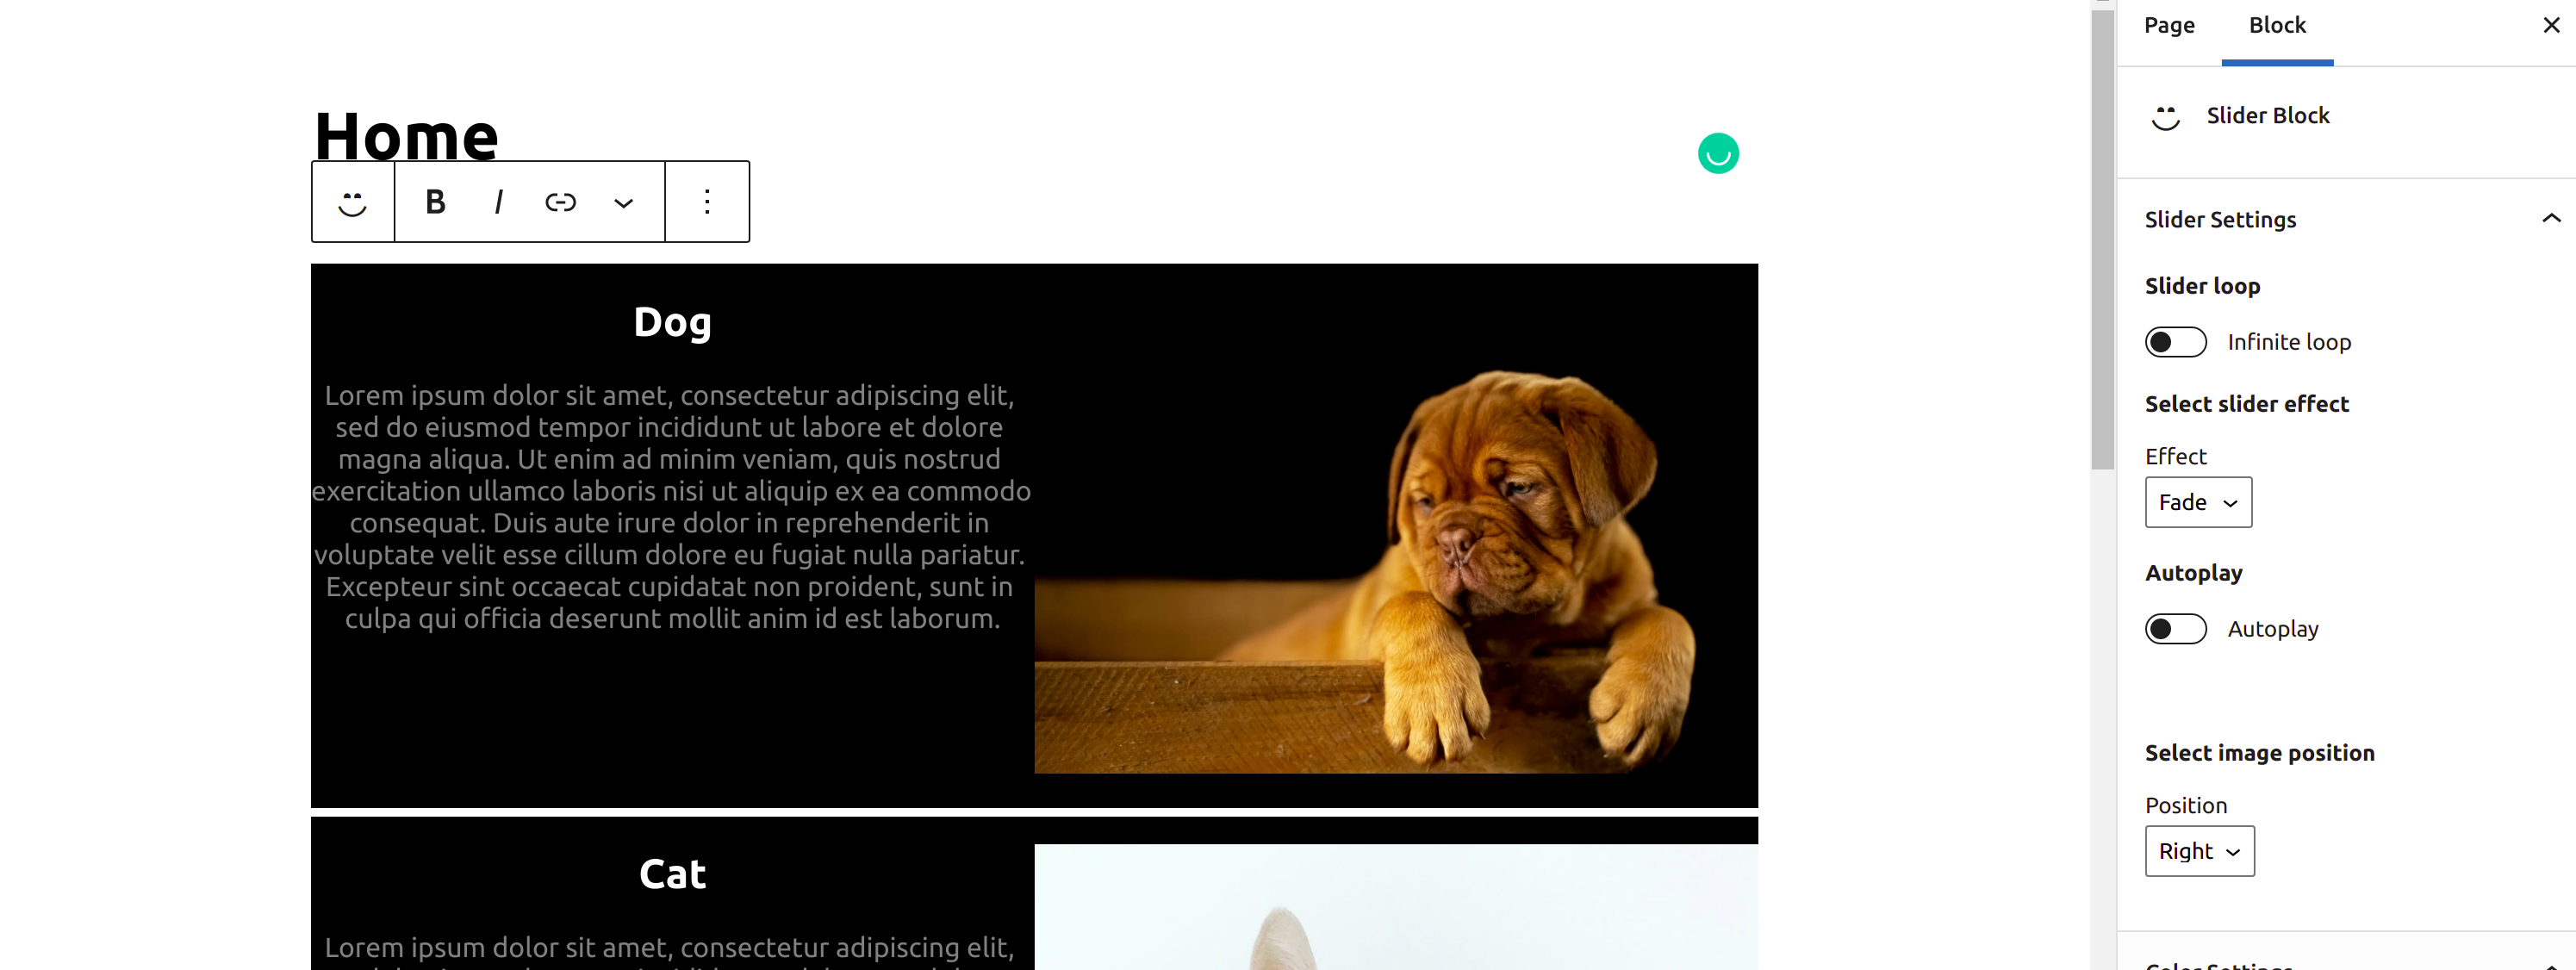 Page Block
Slider Block
Home
B I
Slider Settings
Slider loop
Infinite loop
Select slider effect
Effect
Fade
Autoplay
Autoplay
Select image position
Position
Right
Color Settings
Dog
Lorem ipsum dolor sit amet, consectetur adipiscing elit,
sed do eiusmod tempor incididunt ut labore et dolore
magna aliqua. Ut enim ad minim veniam, quis nostrud
exercitation ullamco laboris nisi ut aliquip ex ea commodo
consequat. Duis aute irure dolor in reprehenderit in
voluptate velit esse cillum dolore eu fugiat nulla pariatur.
Excepteur sint occaecat cupidatat non proident, sunt in
culpa qui officia deserunt mollit anim id est laborum.
Cat
Lorem ipsum dolor sit amet, consectetur adipiscing elit,